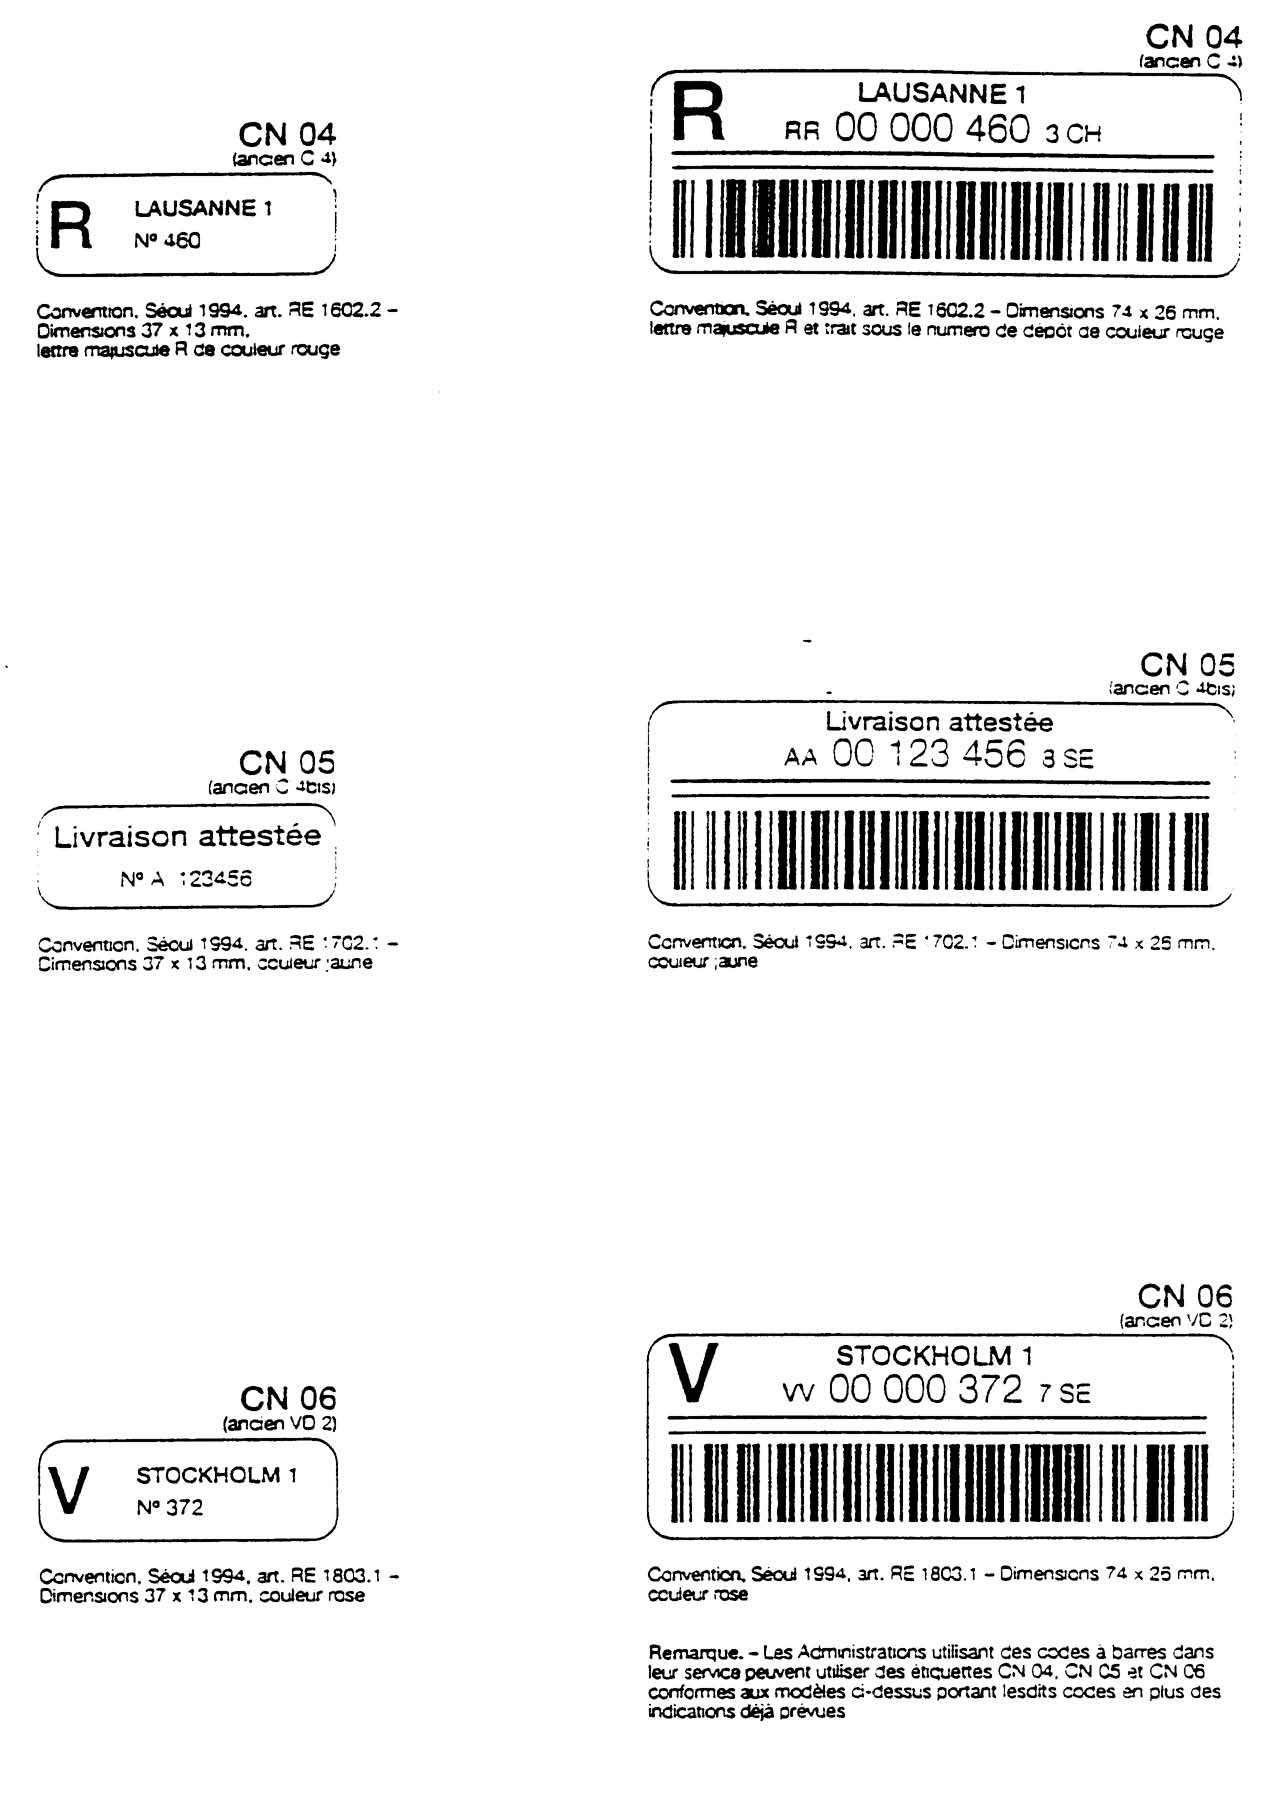 CN 04
(ancien C 4)
R
LAUSANNE 1
Nº 460
Convention, Séoul 1994, art. RE 1602.2 –
Dimensions 37 x 13 mm,
lettre majuscule R de couleur rouge
CN 04
(ancien C 4)
R
LAUSANNE 1
RR 00 000 460 3 CH
Convention, Séoul 1994, art. RE 1602.2 – Dimensions 74 x 26 mm,
lettre majuscule R et trait sous le numéro de dépôt de couleur rouge
CN 05
(ancien C 4bis)
Livraison attestée
Nº A 123456
Convention, Séoul 1994, art. RE 1702.1 –
Dimensions 37 x 13 mm, couleur jaune
CN 05
(ancien C 4bis)
Livraison attestée
AA 00 123 456 3 SE
Convention, Séoul 1994, art. RE 1702.1 – Dimensions 74 x 26 mm,
couleur jaune
CN 06
(ancien VD 2)
V
STOCKHOLM 1
Nº 372
Convention, Séoul 1994, art. RE 1803.1 –
Dimensions 37 x 13 mm, couleur rose
CN 06
(ancien VD 2)
V
STOCKHOLM 1
VV 00 000 372 7 SE
Convention, Séoul 1994, art. RE 1803.1 – Dimensions 74 x 26 mm,
couleur rose
Remarque. – Les Administrations utilisant des codes à barres dans
leur service peuvent utiliser des étiquettes CN 04, CN 05 et CN 06
conformes aux modèles ci-dessus portant lesdits codes en plus des
indications déjà prévues